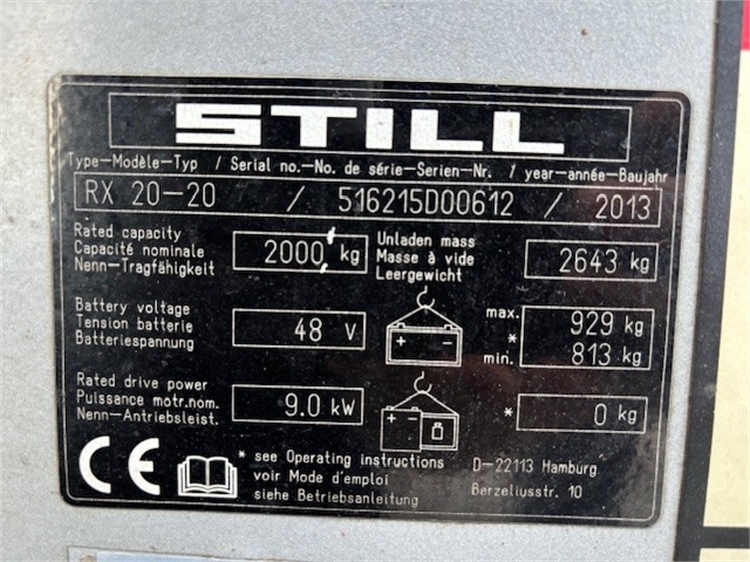 STILL
Type-Modèle-Typ / Serial no.-No. de série-Serien-Nr. / year-année-Baujahr
RX 20-20 / 516215D00612 / 2013
Rated capacity
Capacité nominale
Nenn-Tragfähigkeit
2000 kg
Unladen mass
Masse à vide
Leergewicht
2643 kg
Battery voltage
Tension batterie
Batteriespannung
48 V
+ -
max. 929 kg
*
min. 813 kg
Rated drive power
Puissance motr.nom.
Nenn-Antriebsleist.
9.0 kW
+ -
* 0 kg
CE
* see Operating instructions
voir Mode d'emploi
siehe Betriebsanleitung
D-22113 Hamburg
Berzeliusstr. 10